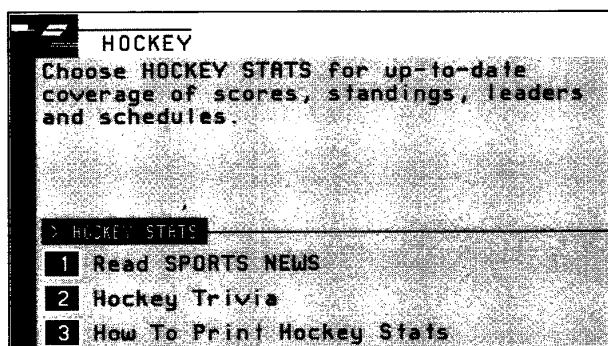 HOCKEY
Choose HOCKEY STATS for up-to-date
coverage of scores, standings, leaders
and schedules.
> HOCKEY STATS
1 Read SPORTS NEWS
2 Hockey Trivia
3 How To Print Hockey Stats